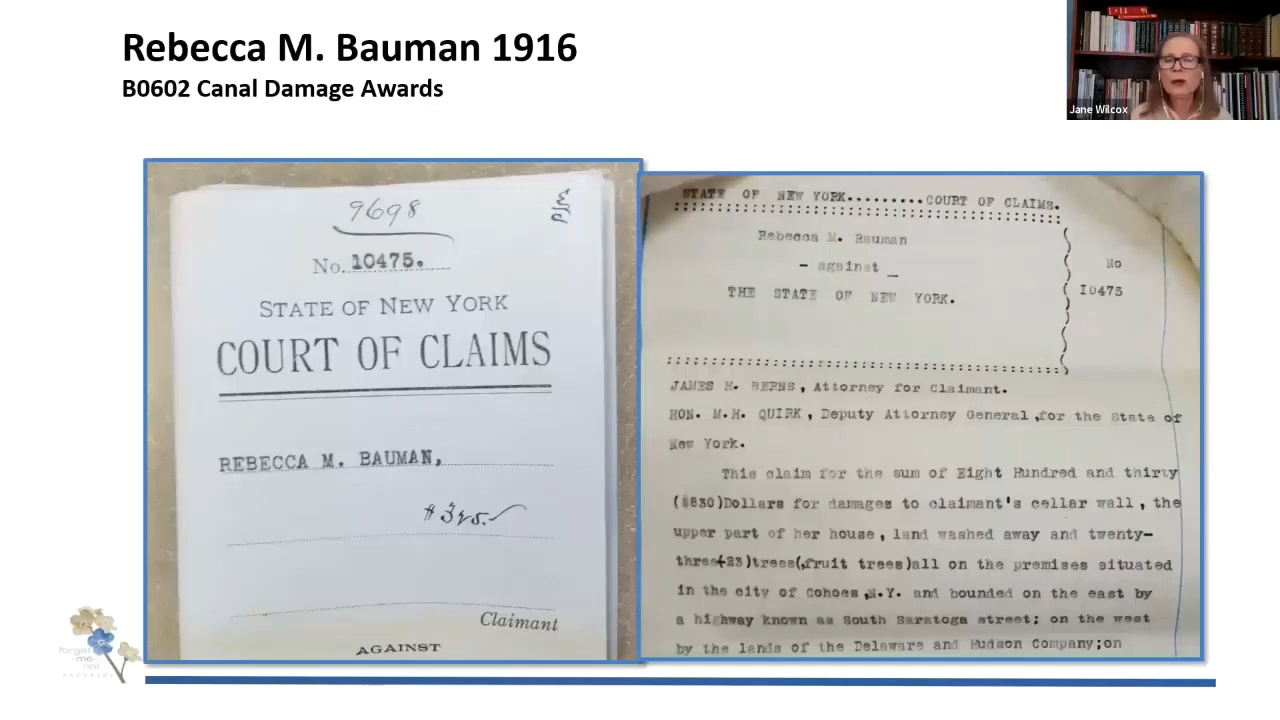 Rebecca M. Bauman 1916
B0602 Canal Damage Awards
Jane Wilcox
9698
PJM
No. 10475.
STATE OF NEW YORK
COURT OF CLAIMS
REBECCA M. BAUMAN,
Claimant
AGAINST
STATE OF NEW YORK.........COURT OF CLAIMS.
Rebecca M. Bauman
- against _
THE STATE OF NEW YORK.
No
I0475
JAMES H. BERNS, Attorney for Claimant.
HON. M.H. QUIRK, Deputy Attorney General,for the State of
New York.
This claim for the sum of Eight Hundred and thirty
($830)Dollars for damages to claimant's cellar wall, the
upper part of her house, land washed away and twenty-
three(23)trees(,fruit trees)all on the premises situated
in the city of Cohoes,N.Y. and bounded on the east by
a highway known as South Saratoga street; on the west
by the lands of the Delaware and Hudson Company;on
forget
-me-
not